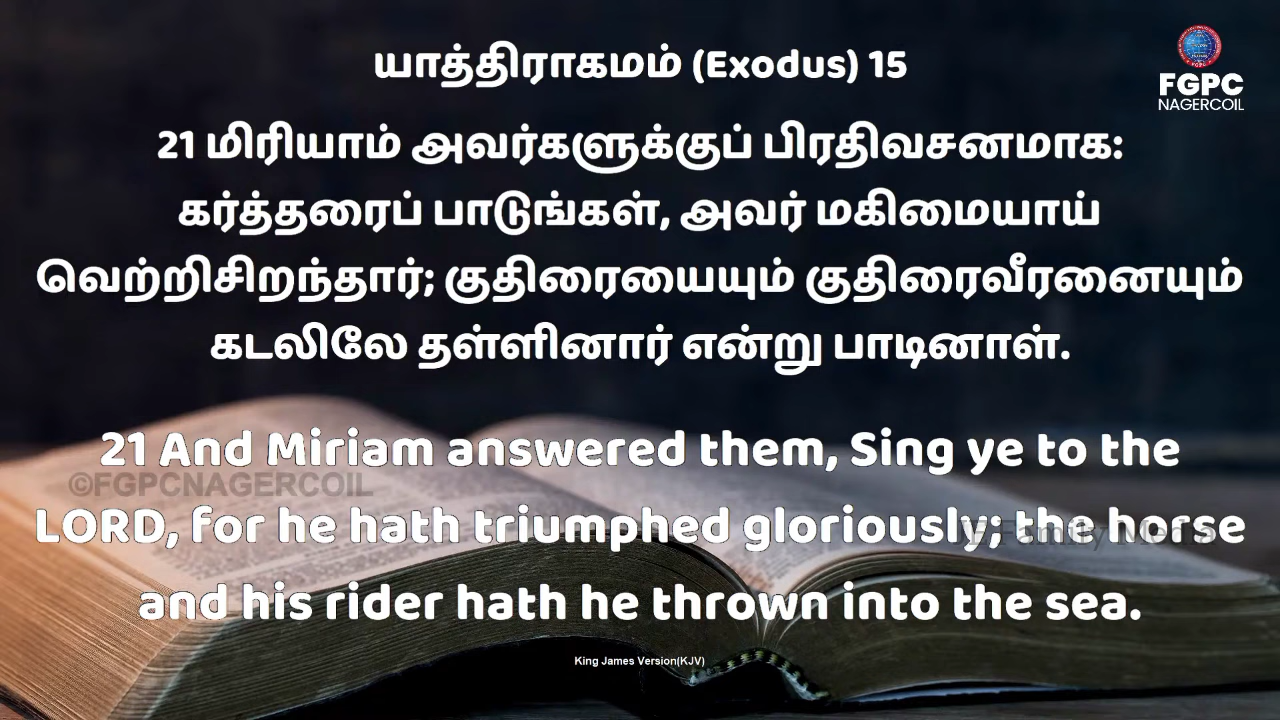 யாத்திராகமம் (Exodus) 15
FGPC
NAGERCOIL
21 மிரியாம் அவர்களுக்குப் பிரதிவசனமாக:
கர்த்தரைப் பாடுங்கள், அவர் மகிமையாய்
வெற்றிசிறந்தார்; குதிரையையும் குதிரைவீரனையும்
கடலிலே தள்ளினார் என்று பாடினாள்.
21 And Miriam answered them, Sing ye to the
©FGPCNAGERCOIL
LORD, for he hath triumphed gloriously; the horse
Family Media
and his rider hath he thrown into the sea.
King James Version(KJV)